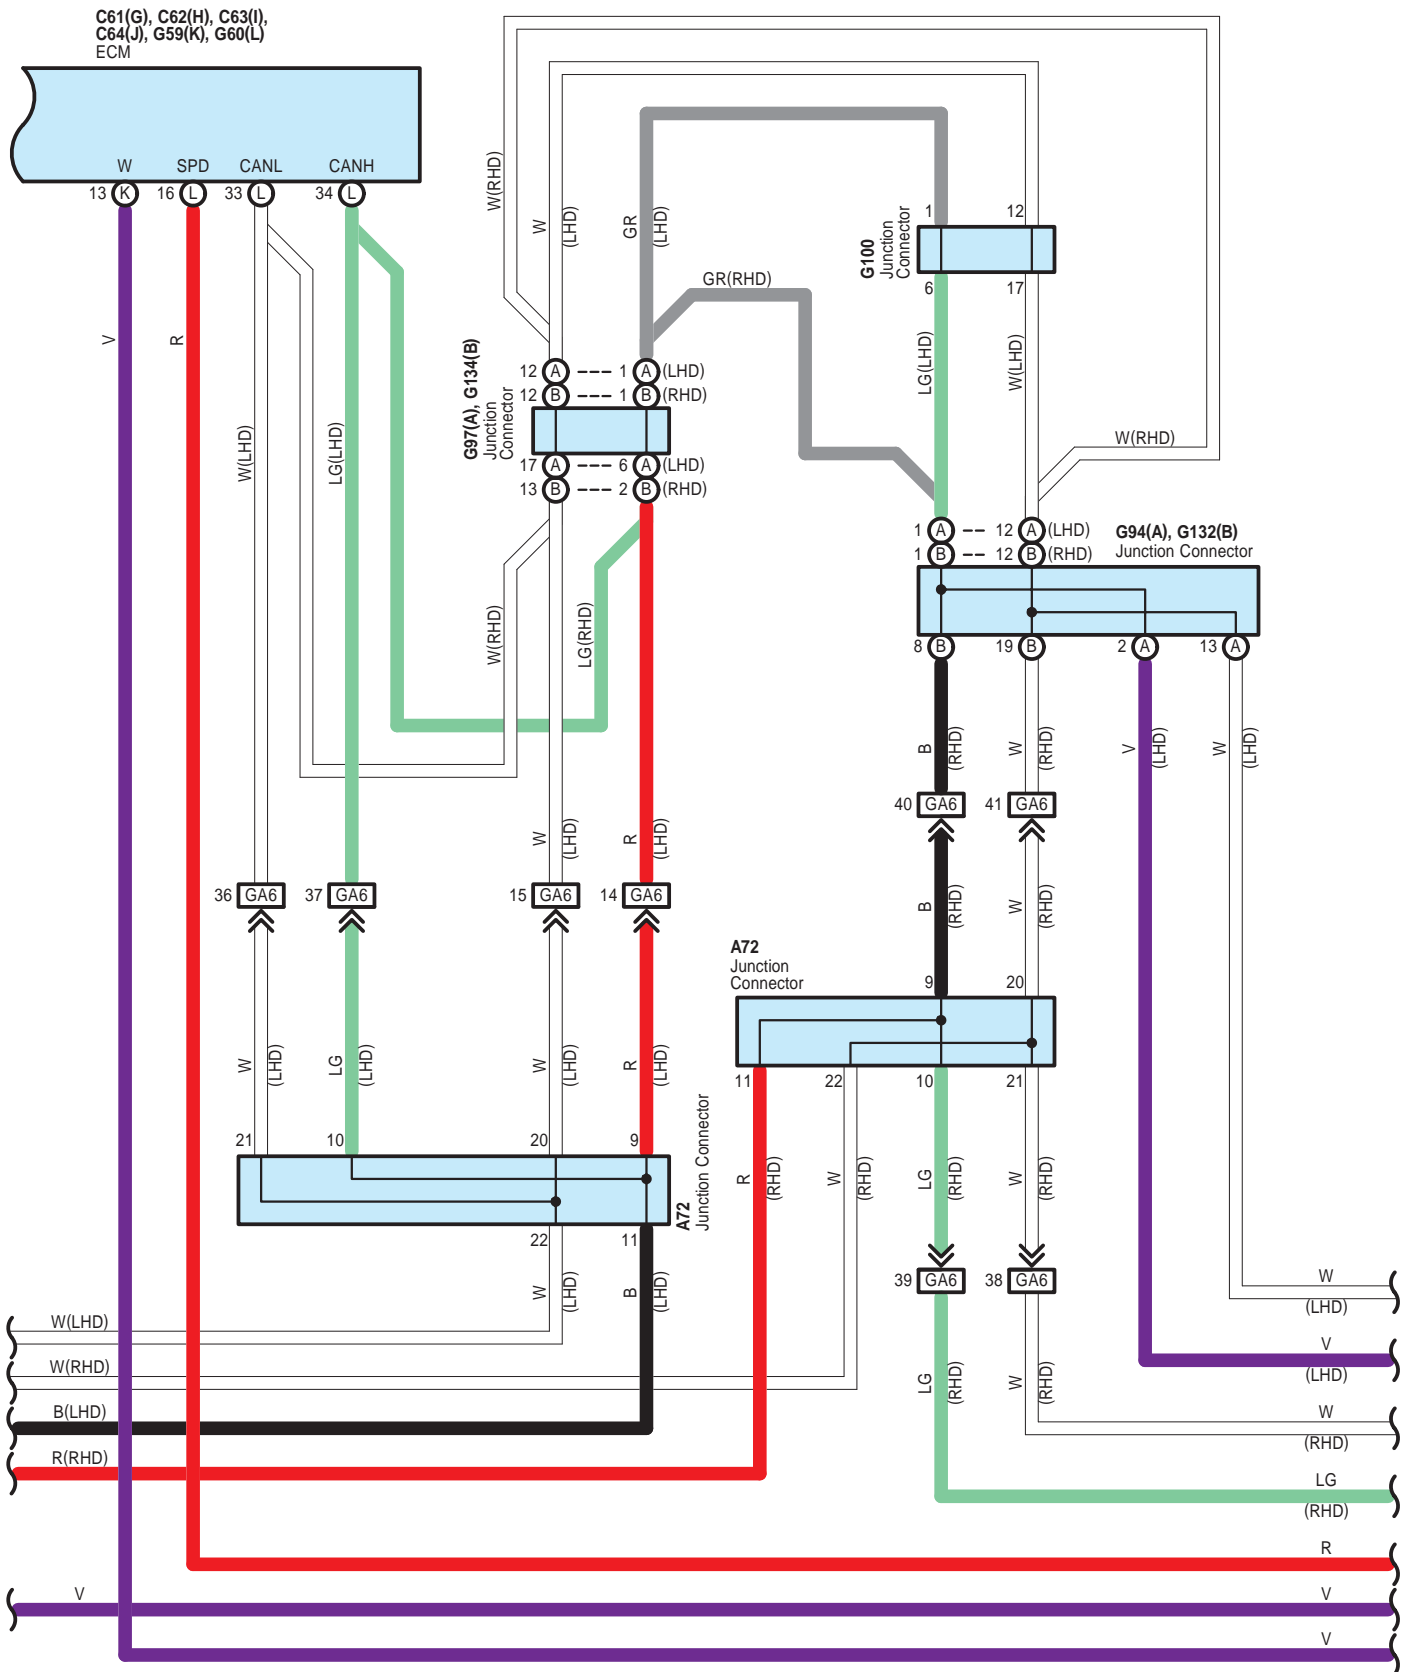 C61(G), C62(H), C63(I),
C64(J), G59(K), G60(L)
ECM
W SPD CANL CANH
13 K 16 L 33 L 34 L
V
R
W(LHD)
LG(LHD)
W(RHD)
W
(LHD)
GR
(LHD)
GR(RHD)
G100
Junction
Connector
1 12
6 17
LG(LHD)
W(LHD)
W(RHD)
G97(A), G134(B)
Junction
Connector
12 A 1 A (LHD)
12 B 1 B (RHD)
17 A 6 A (LHD)
13 B 2 B (RHD)
W(RHD)
LG(RHD)
1 A 12 A (LHD)
1 B 12 B (RHD)
G94(A), G132(B)
Junction Connector
8 B 19 B 2 A 13 A
B
(RHD)
W
(RHD)
V
(LHD)
W
(LHD)
40 GA6 41 GA6
W
(LHD)
R
(LHD)
36 GA6 37 GA6 15 GA6 14 GA6
B
(RHD)
W
(RHD)
A72
Junction
Connector
9 20
11 22 10 21
W
(LHD)
LG
(LHD)
W
(LHD)
R
(LHD)
21 10 20 9
A72
Junction Connector
22 11
R
(RHD)
W
(RHD)
LG
(RHD)
W
(RHD)
W
(LHD)
B
(LHD)
39 GA6 38 GA6
W
(LHD)
W(LHD)
V
(LHD)
W(RHD)
LG
(RHD)
W
(RHD)
B(LHD)
W
(RHD)
R(RHD)
LG
(RHD)
R
V V
V